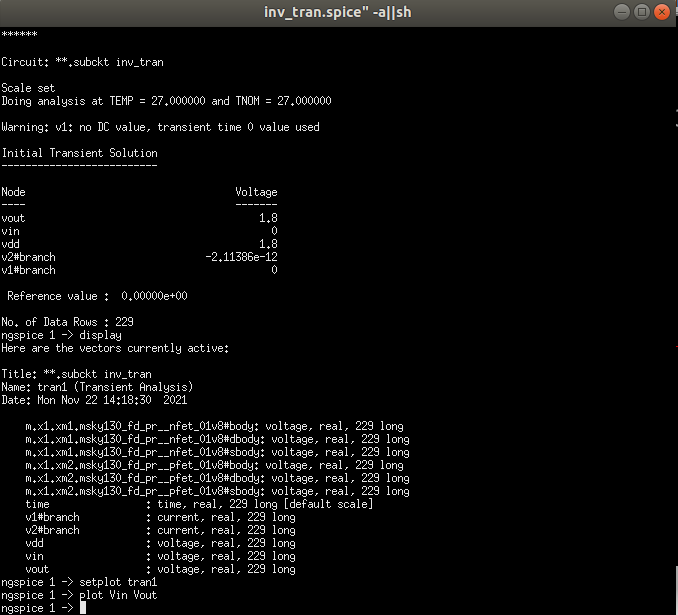 inv_tran.spice" -a||sh
******
Circuit: **.subckt inv_tran
Scale set
Doing analysis at TEMP = 27.000000 and TNOM = 27.000000
Warning: v1: no DC value, transient time 0 value used
Initial Transient Solution
--------------------------
Node                                   Voltage
----                                   -------
vout                                       1.8
vin                                          0
vdd                                        1.8
v2#branch                         -2.11386e-12
v1#branch                                    0
Reference value :  0.00000e+00
No. of Data Rows : 229
ngspice 1 -> display
Here are the vectors currently active:
Title: **.subckt inv_tran
Name: tran1 (Transient Analysis)
Date: Mon Nov 22 14:18:30  2021
m.x1.xm1.msky130_fd_pr__nfet_01v8#body: voltage, real, 229 long
m.x1.xm1.msky130_fd_pr__nfet_01v8#dbody: voltage, real, 229 long
m.x1.xm1.msky130_fd_pr__nfet_01v8#sbody: voltage, real, 229 long
m.x1.xm2.msky130_fd_pr__pfet_01v8#body: voltage, real, 229 long
m.x1.xm2.msky130_fd_pr__pfet_01v8#dbody: voltage, real, 229 long
m.x1.xm2.msky130_fd_pr__pfet_01v8#sbody: voltage, real, 229 long
time                : time, real, 229 long [default scale]
v1#branch           : current, real, 229 long
v2#branch           : current, real, 229 long
vdd                 : voltage, real, 229 long
vin                 : voltage, real, 229 long
vout                : voltage, real, 229 long
ngspice 1 -> setplot tran1
ngspice 1 -> plot Vin Vout
ngspice 1 ->